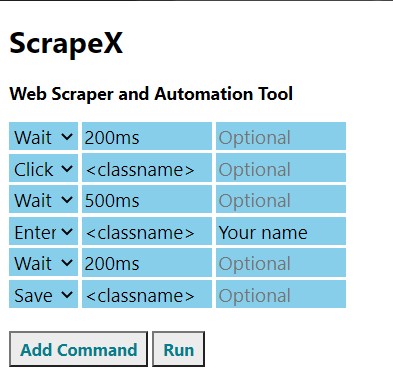 ScrapeX
Web Scraper and Automation Tool
Wait 200ms Optional
Click <classname> Optional
Wait 500ms Optional
Enter <classname> Your name
Wait 200ms Optional
Save <classname> Optional
Add Command Run